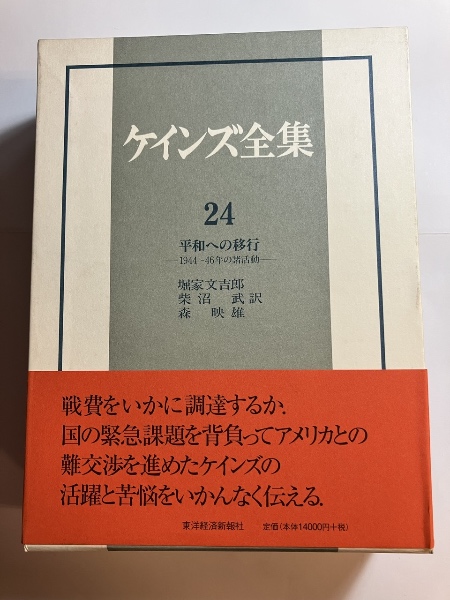 ケインズ全集
24
平和への移行
—1944~46年の諸活動—
堀家文吉郎
柴沼 武訳
森 映雄
戦費をいかに調達するか.
国の緊急課題を背負ってアメリカとの
難交渉を進めたケインズの
活躍と苦悩をいかんなく伝える.
東洋経済新報社 定価(本体14000円+税)